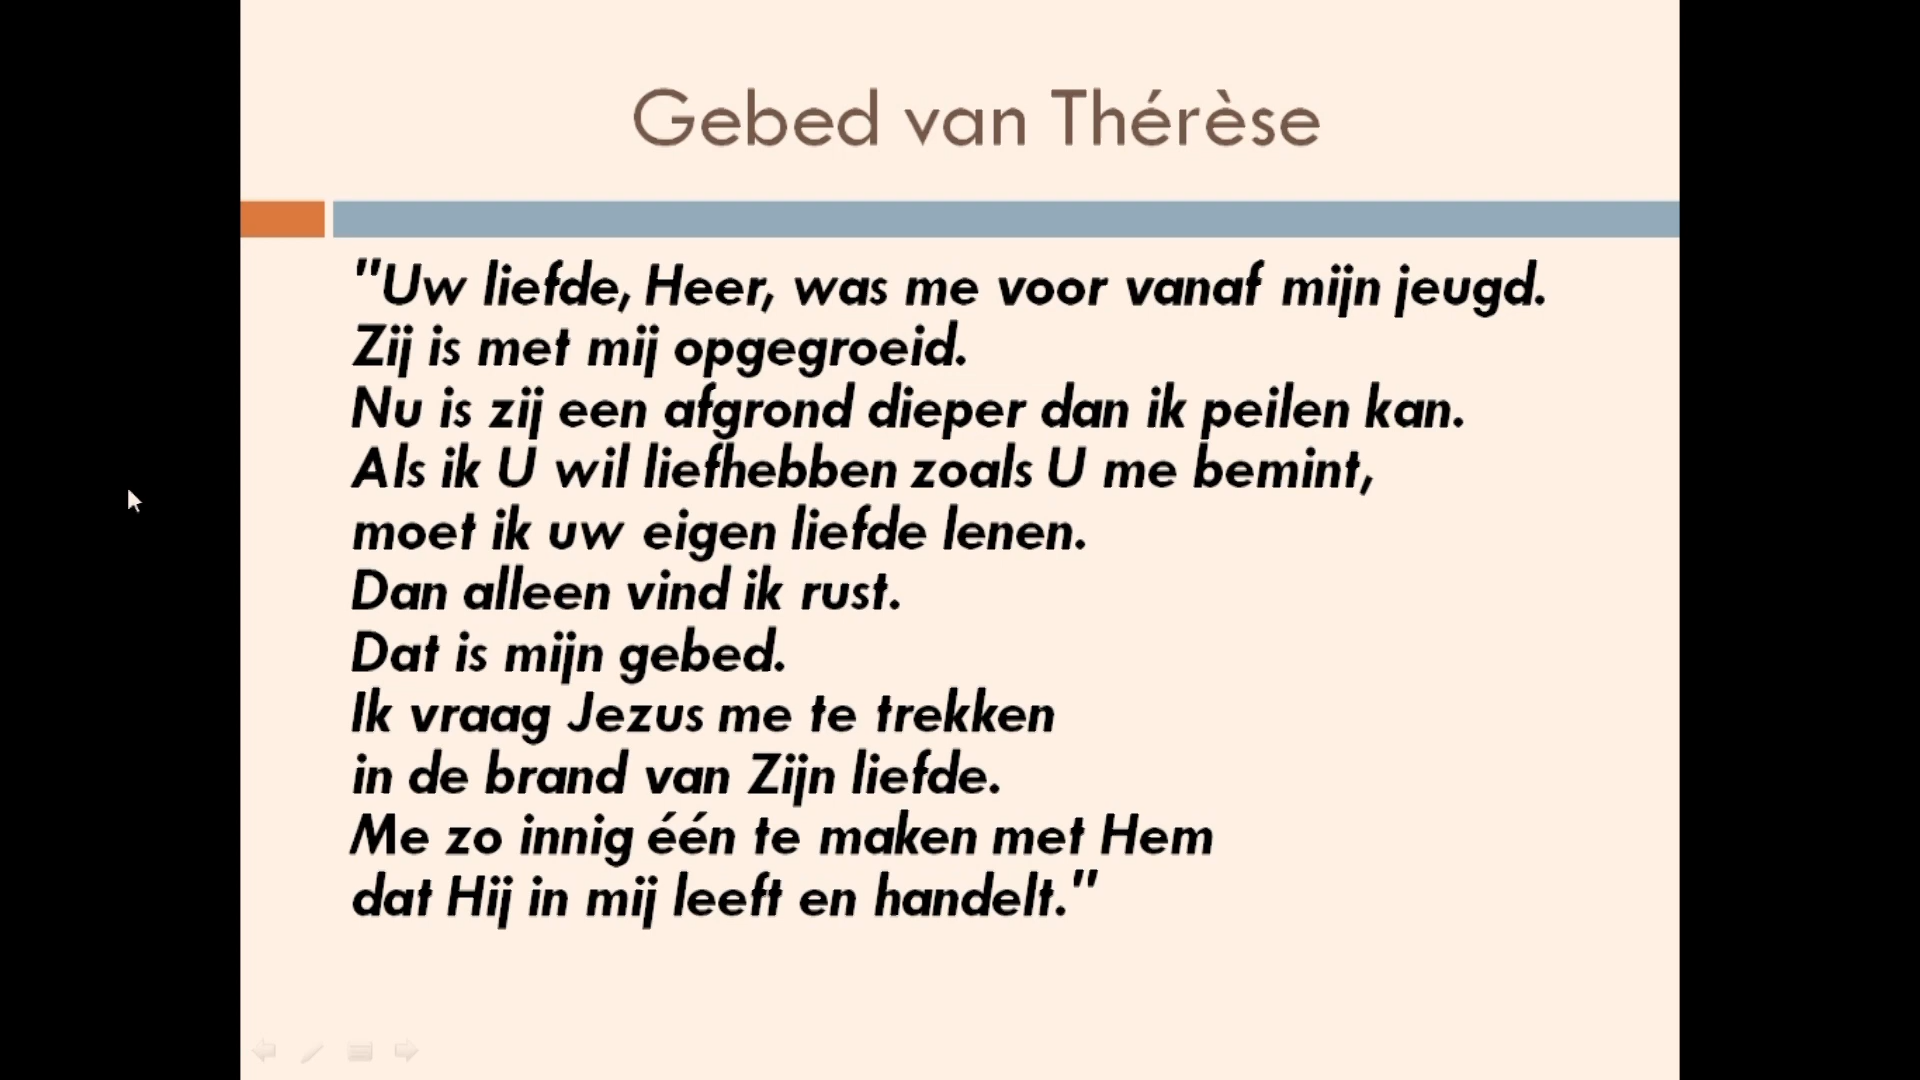 Gebed van Thérèse
"Uw liefde, Heer, was me voor vanaf mijn jeugd.
Zij is met mij opgegroeid.
Nu is zij een afgrond dieper dan ik peilen kan.
Als ik U wil liefhebben zoals U me bemint,
moet ik uw eigen liefde lenen.
Dan alleen vind ik rust.
Dat is mijn gebed.
Ik vraag Jezus me te trekken
in de brand van Zijn liefde.
Me zo innig één te maken met Hem
dat Hij in mij leeft en handelt."